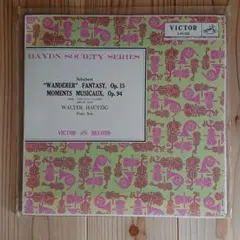 VICTOR
HAYDN SOCIETY SERIES
Schubert
"WANDERER" FANTASY, Op. 15
MOMENTS MUSICAUX, Op. 94
WALTER HAUTZIG
Piano Solo
VICTOR RECORDS